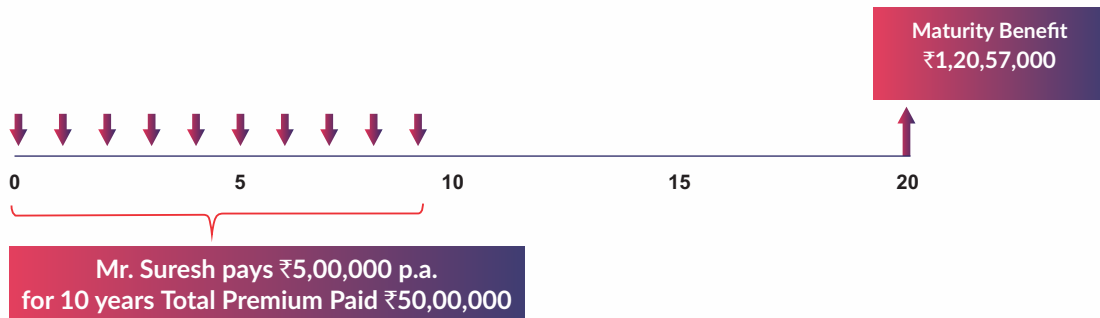 Maturity Benefit
₹1,20,57,000
0 5 10 15 20
Mr. Suresh pays ₹5,00,000 p.a.
for 10 years Total Premium Paid ₹50,00,000